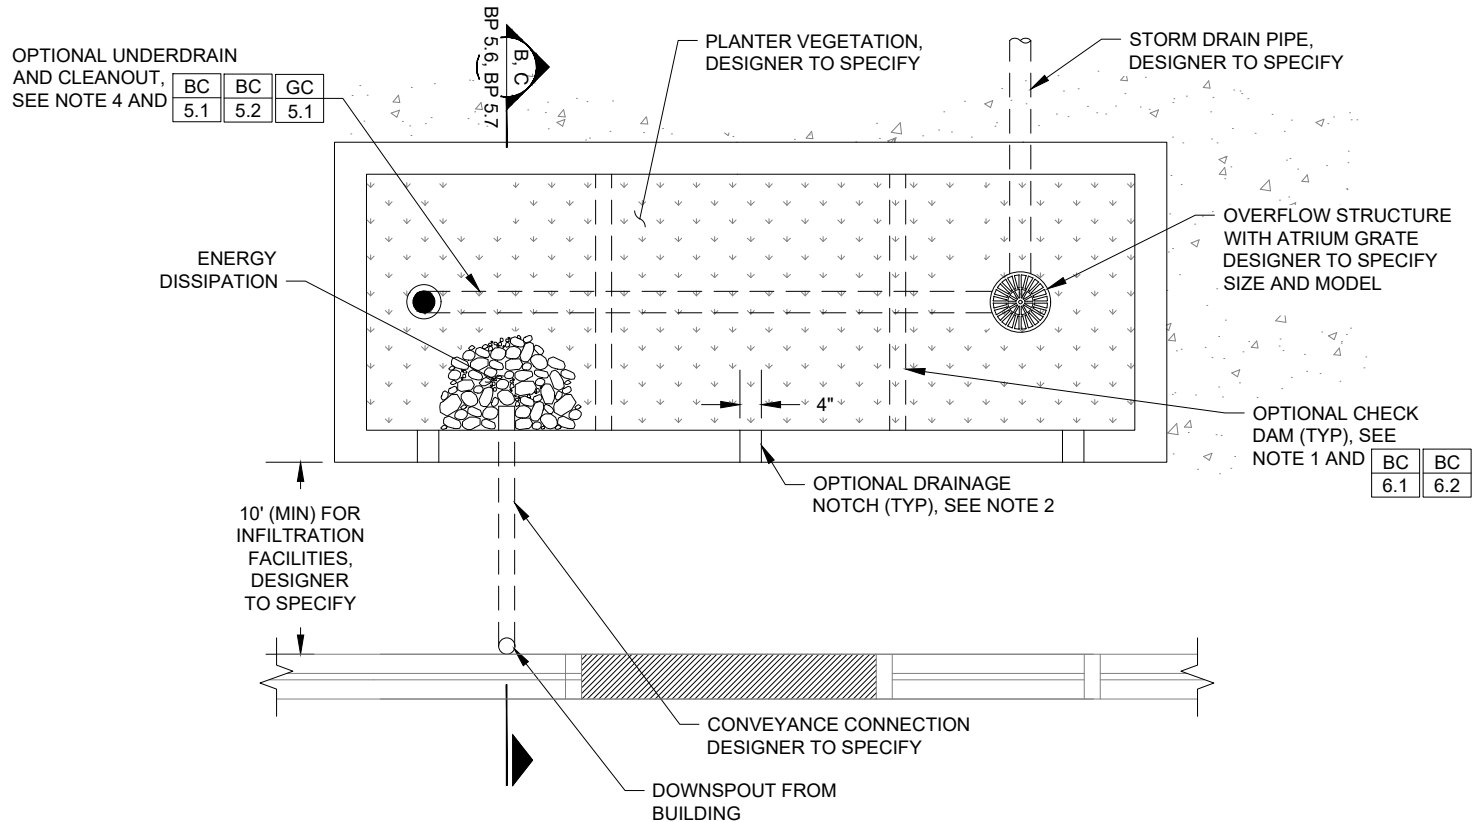 BP 5.6, BP 5.7
B, C
OPTIONAL UNDERDRAIN
AND CLEANOUT,
SEE NOTE 4 AND
BC BC GC
5.1 5.2 5.1
PLANTER VEGETATION,
DESIGNER TO SPECIFY
STORM DRAIN PIPE,
DESIGNER TO SPECIFY
ENERGY
DISSIPATION
OVERFLOW STRUCTURE
WITH ATRIUM GRATE
DESIGNER TO SPECIFY
SIZE AND MODEL
4"
OPTIONAL CHECK
DAM (TYP), SEE
NOTE 1 AND
BC BC
6.1 6.2
OPTIONAL DRAINAGE
NOTCH (TYP), SEE NOTE 2
10' (MIN) FOR
INFILTRATION
FACILITIES,
DESIGNER
TO SPECIFY
CONVEYANCE CONNECTION
DESIGNER TO SPECIFY
DOWNSPOUT FROM
BUILDING